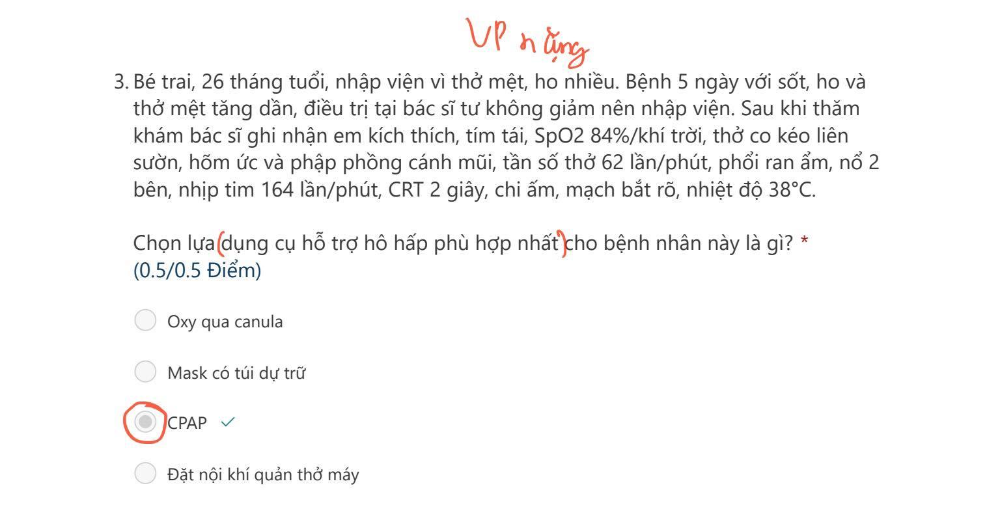 VP nặng
3. Bé trai, 26 tháng tuổi, nhập viện vì thở mệt, ho nhiều. Bệnh 5 ngày với sốt, ho và
thở mệt tăng dần, điều trị tại bác sĩ tư không giảm nên nhập viện. Sau khi thăm
khám bác sĩ ghi nhận em kích thích, tím tái, SpO2 84%/khí trời, thở co kéo liên
sườn, hõm ức và phập phồng cánh mũi, tần số thở 62 lần/phút, phổi ran ẩm, nổ 2
bên, nhịp tim 164 lần/phút, CRT 2 giây, chi ấm, mạch bắt rõ, nhiệt độ 38°C.
Chọn lựa (dụng cụ hỗ trợ hô hấp phù hợp nhất) cho bệnh nhân này là gì? *
(0.5/0.5 Điểm)
Oxy qua canula
Mask có túi dự trữ
CPAP ✓
Đặt nội khí quản thở máy